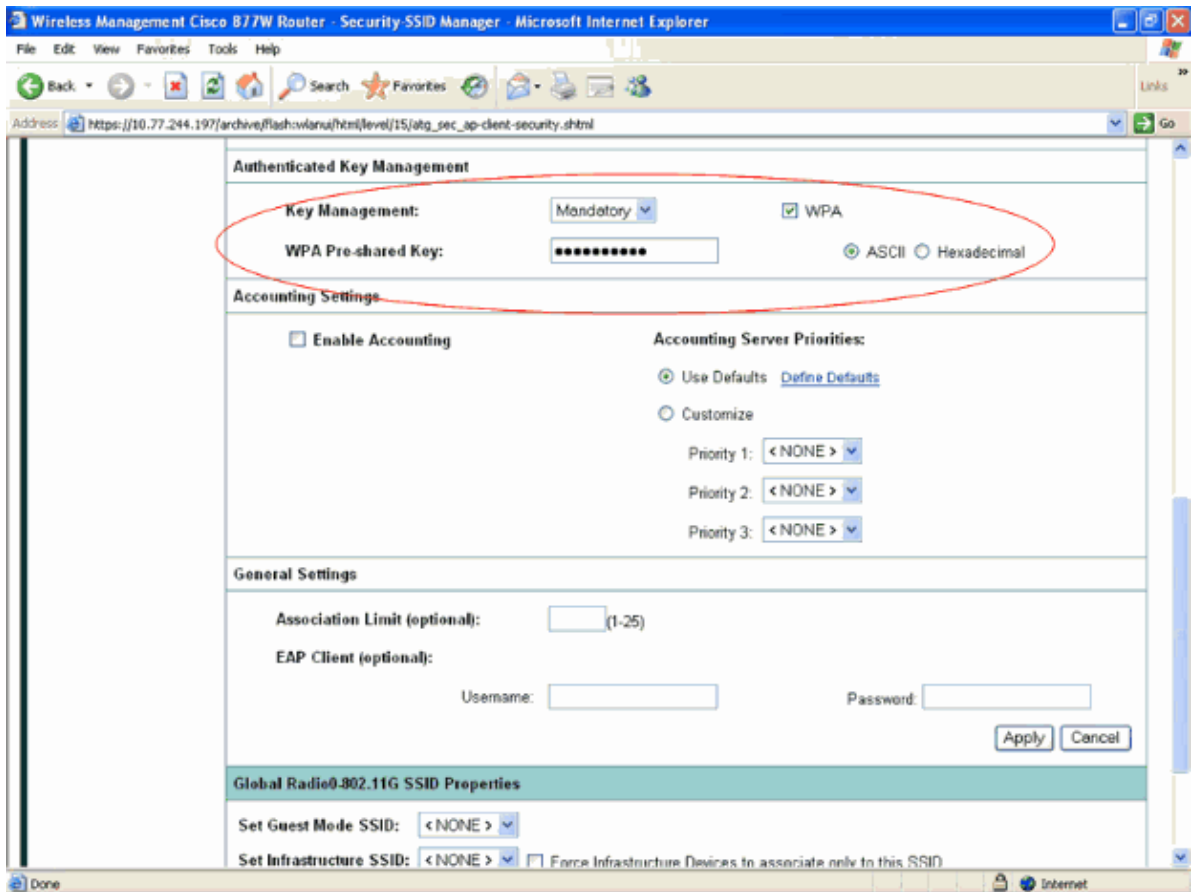 Wireless Management Cisco 877W Router - Security-SSID Manager - Microsoft Internet Explorer
File Edit View Favorites Tools Help
Back Search Favorites Links
Address https://10.77.244.197/archive/flash:wlanui/html/level/15/atg_sec_ap-client-security.shtml Go
Authenticated Key Management
Key Management: Mandatory WPA
WPA Pre-shared Key: •••••••••• ASCII Hexadecimal
Accounting Settings
Enable Accounting Accounting Server Priorities:
Use Defaults Define Defaults
Customize
Priority 1: < NONE >
Priority 2: < NONE >
Priority 3: < NONE >
General Settings
Association Limit (optional): (1-25)
EAP Client (optional):
Username: Password:
Apply Cancel
Global Radio0-802.11G SSID Properties
Set Guest Mode SSID: < NONE >
Set Infrastructure SSID: < NONE > Force Infrastructure Devices to associate only to this SSID
Done Internet